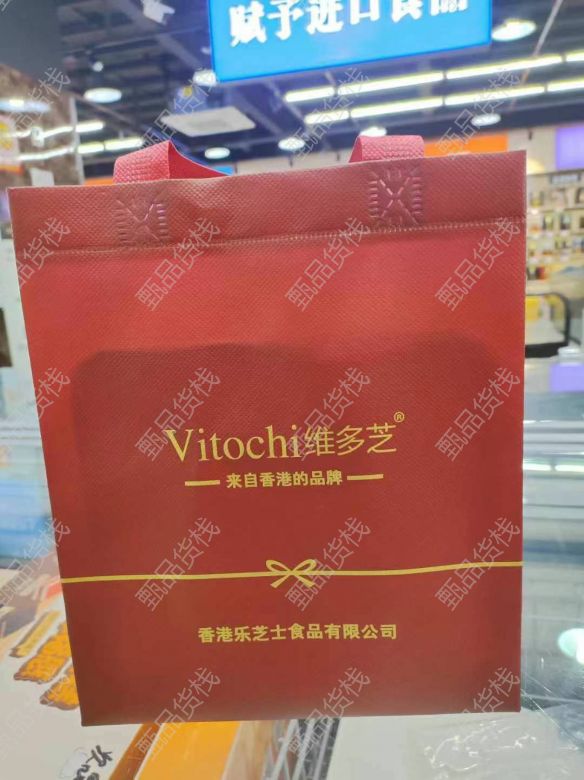 赋予进口食品
Vitochi维多芝®
来自香港的品牌
香港乐芝士食品有限公司
甄品货栈